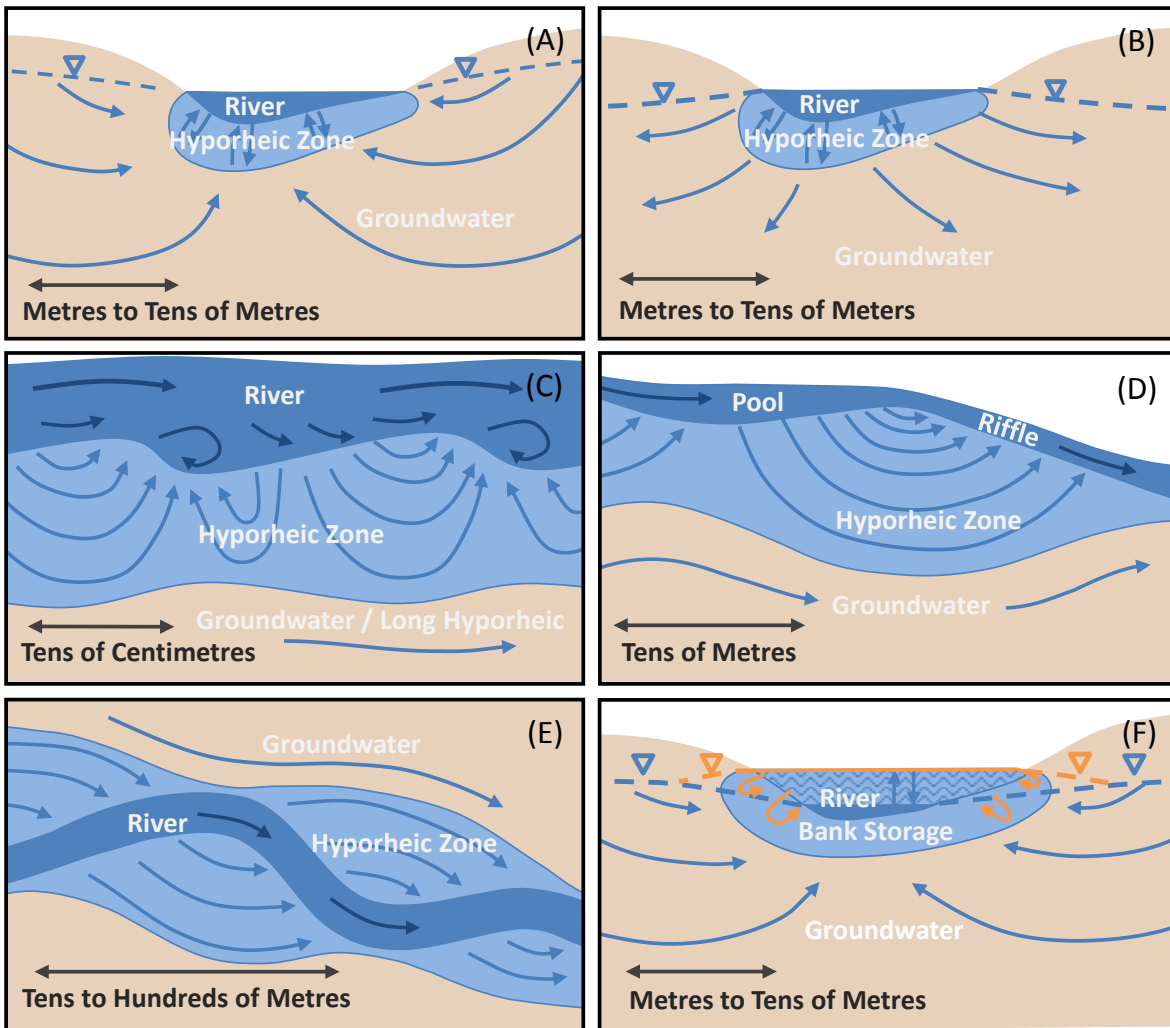 (A)
River
Hyporheic Zone
Groundwater
Metres to Tens of Metres
(B)
River
Hyporheic Zone
Groundwater
Metres to Tens of Meters
(C)
River
Hyporheic Zone
Groundwater / Long Hyporheic
Tens of Centimetres
(D)
Pool
Riffle
Hyporheic Zone
Groundwater
Tens of Metres
(E)
Groundwater
River
Hyporheic Zone
Tens to Hundreds of Metres
(F)
River
Bank Storage
Groundwater
Metres to Tens of Metres